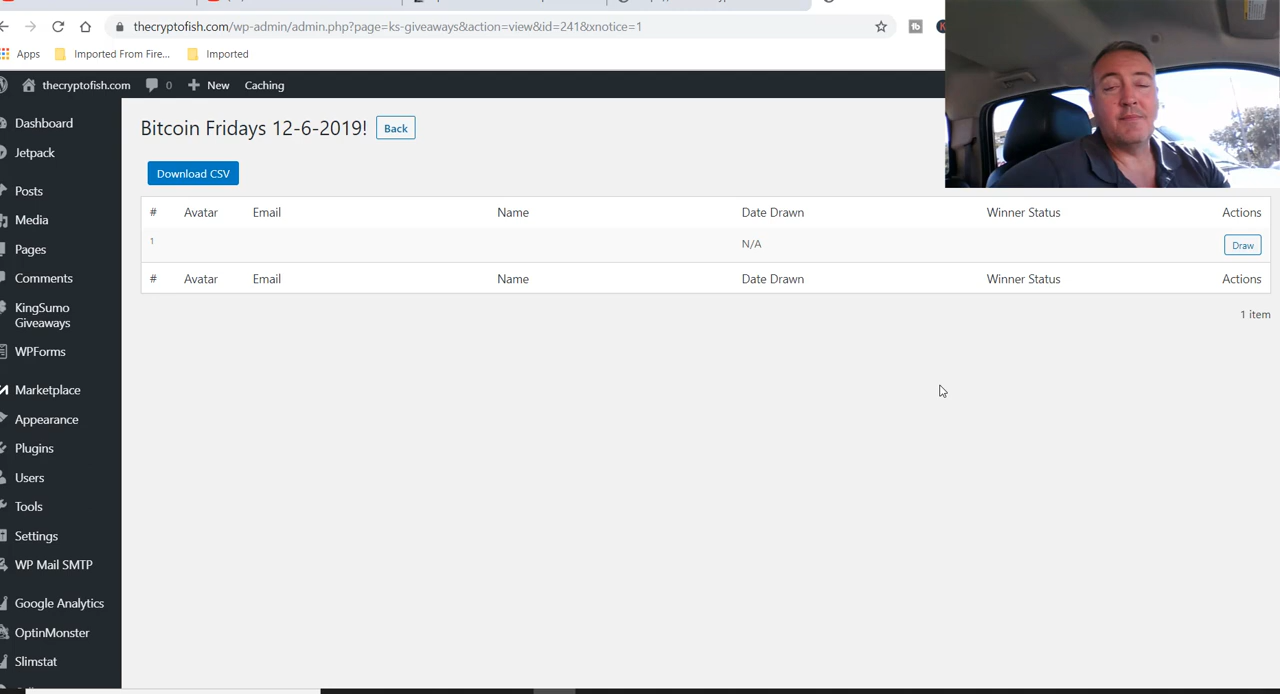 thecryptofish.com/wp-admin/admin.php?page=ks-giveaways&action=view&id=241&xnotice=1
Apps Imported From Fire... Imported
thecryptofish.com 0 New Caching
Dashboard
Jetpack
Posts
Media
Pages
Comments
KingSumo
Giveaways
WPForms
Marketplace
Appearance
Plugins
Users
Tools
Settings
WP Mail SMTP
Google Analytics
OptinMonster
Slimstat
Bitcoin Fridays 12-6-2019! Back
Download CSV
# Avatar Email Name Date Drawn Winner Status Actions
1 N/A Draw
# Avatar Email Name Date Drawn Winner Status Actions
1 item